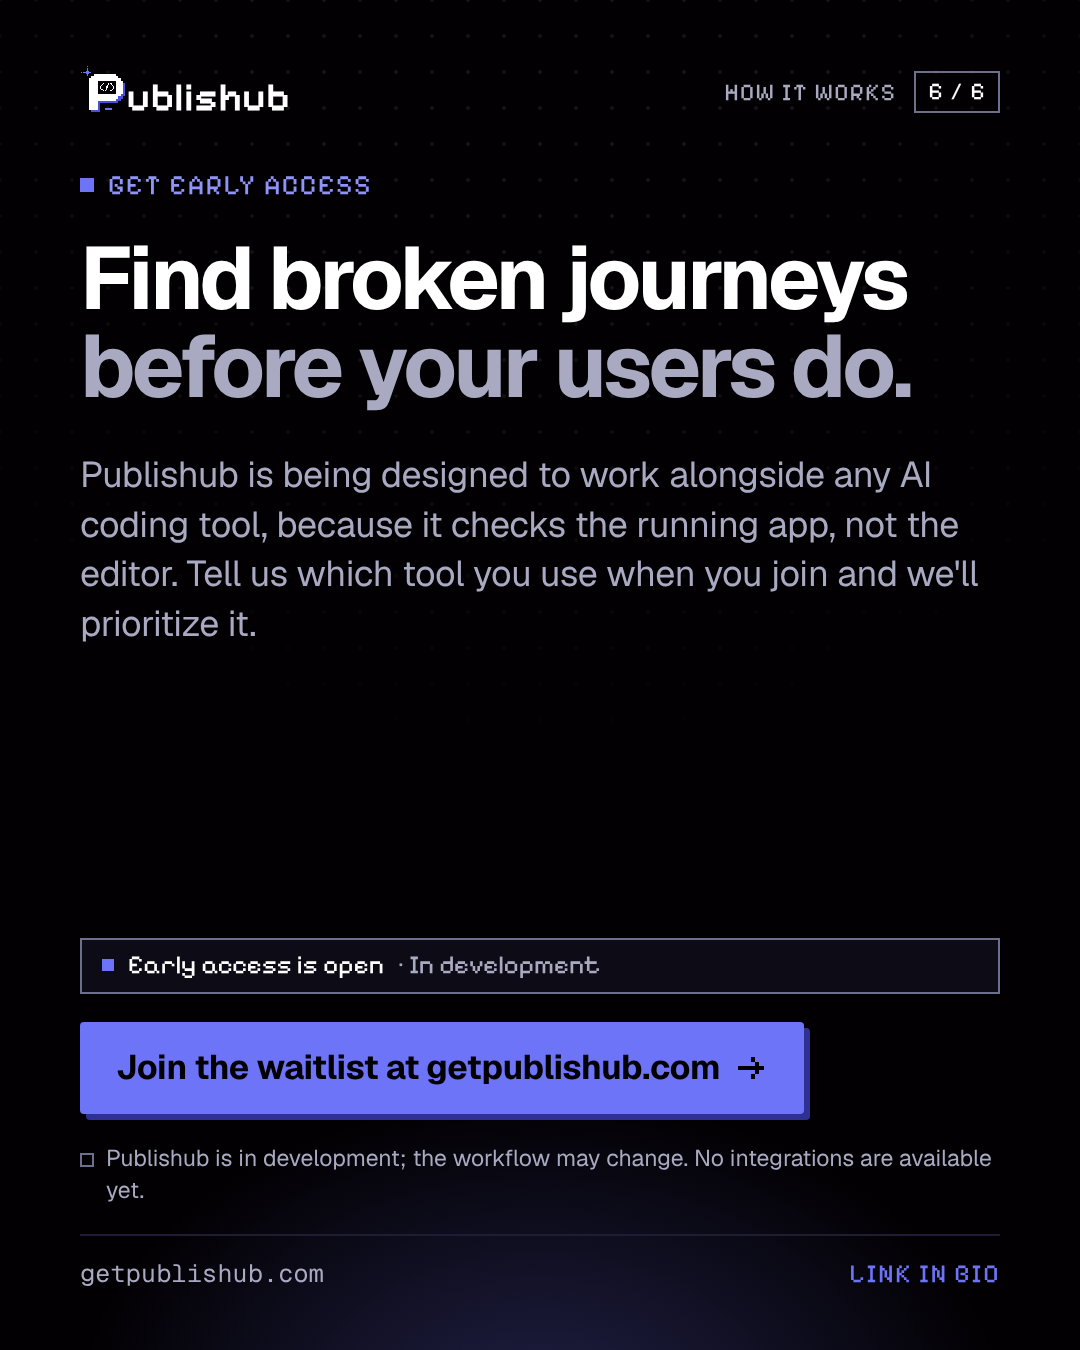 Publishub
HOW IT WORKS
6 / 6
GET EARLY ACCESS
Find broken journeys
before your users do.
Publishub is being designed to work alongside any AI
coding tool, because it checks the running app, not the
editor. Tell us which tool you use when you join and we'll
prioritize it.
Early access is open · In development
Join the waitlist at getpublishub.com →
Publishub is in development; the workflow may change. No integrations are available
yet.
getpublishub.com
LINK IN BIO